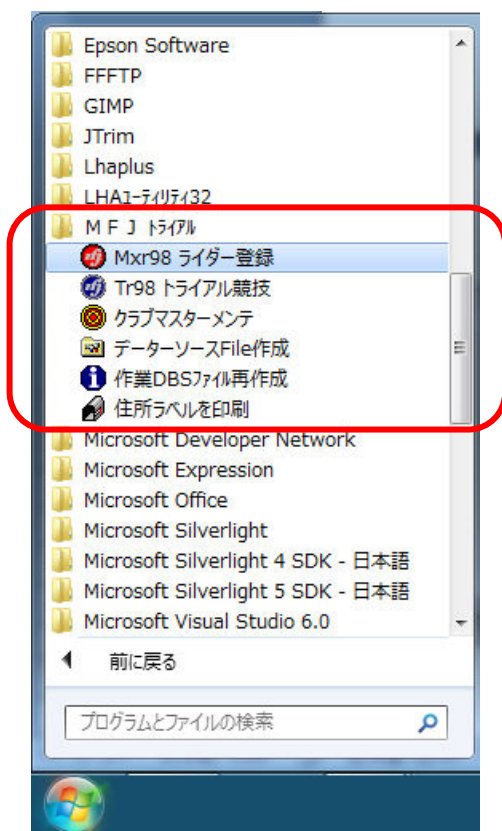 Epson Software
FFFTP
GIMP
JTrim
Lhaplus
LHAﾕｰﾃｨﾘﾃｨ32
ＭＦＪ ﾄﾗｲｱﾙ
Mxr98 ライダー登録
Tr98 トライアル競技
クラブマスターメンテ
データーソースFile作成
作業DBSﾌｧｲﾙ再作成
住所ラベルを印刷
Microsoft Developer Network
Microsoft Expression
Microsoft Office
Microsoft Silverlight
Microsoft Silverlight 4 SDK - 日本語
Microsoft Silverlight 5 SDK - 日本語
Microsoft Visual Studio 6.0
前に戻る
プログラムとファイルの検索